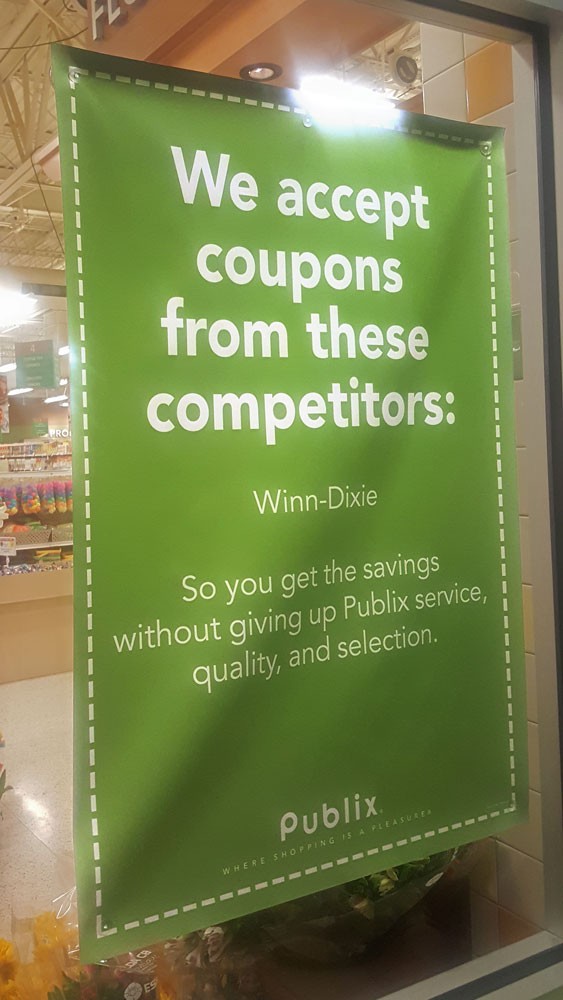 FL
We accept
coupons
from these
competitors:
Winn-Dixie
So you get the savings
without giving up Publix service,
quality, and selection.
Publix
WHERE SHOPPING IS A PLEASURE